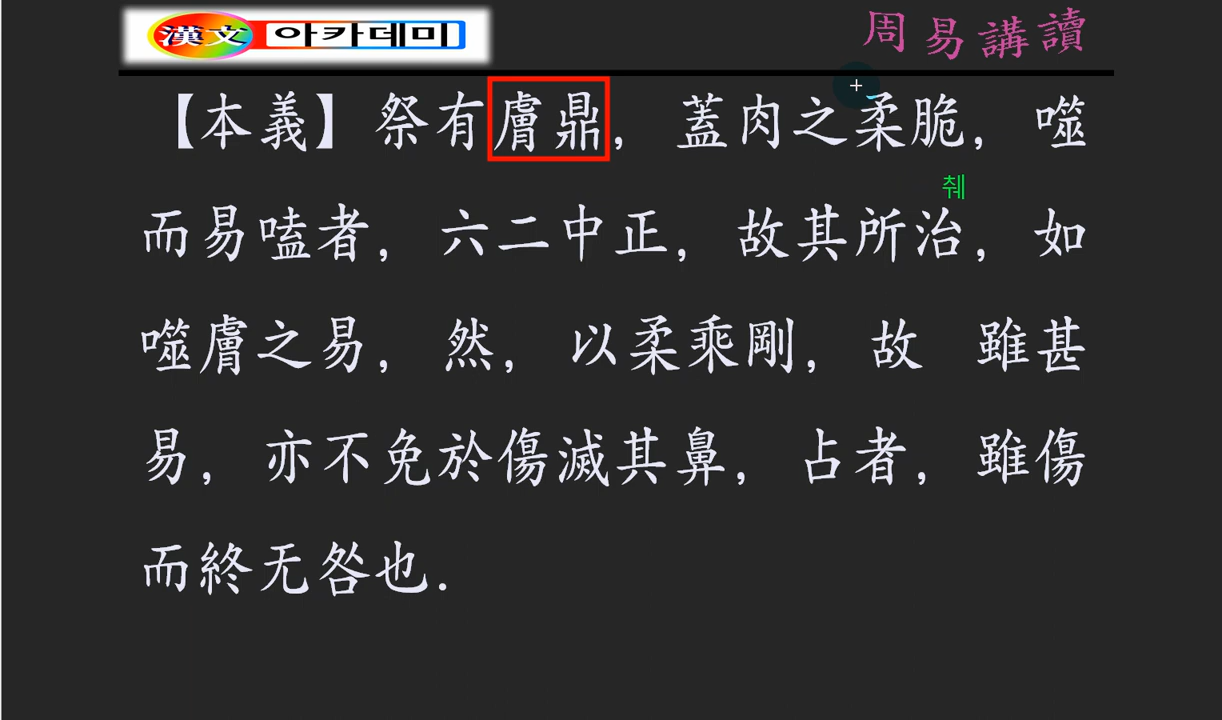 漢文 아카데미
周易講讀
【本義】 祭有膚鼎, 蓋肉之柔脆, 噬
췌
而易嗑者, 六二中正, 故其所治, 如
噬膚之易, 然, 以柔乘剛, 故 雖甚
易, 亦不免於傷滅其鼻, 占者, 雖傷
而終无咎也.